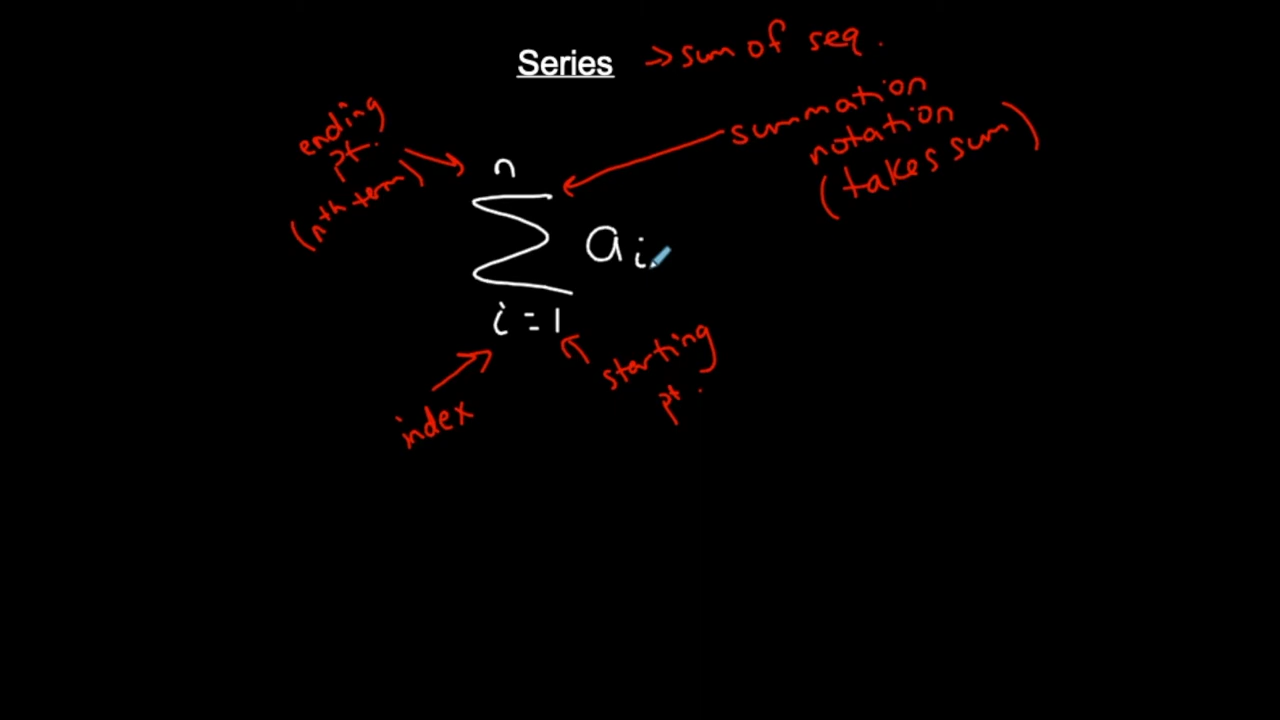 Series → sum of seq.
summation
notation
(takes sum)
ending
pt.
(nth term)
n
∑ aᵢ
i = 1
index
starting
pt.